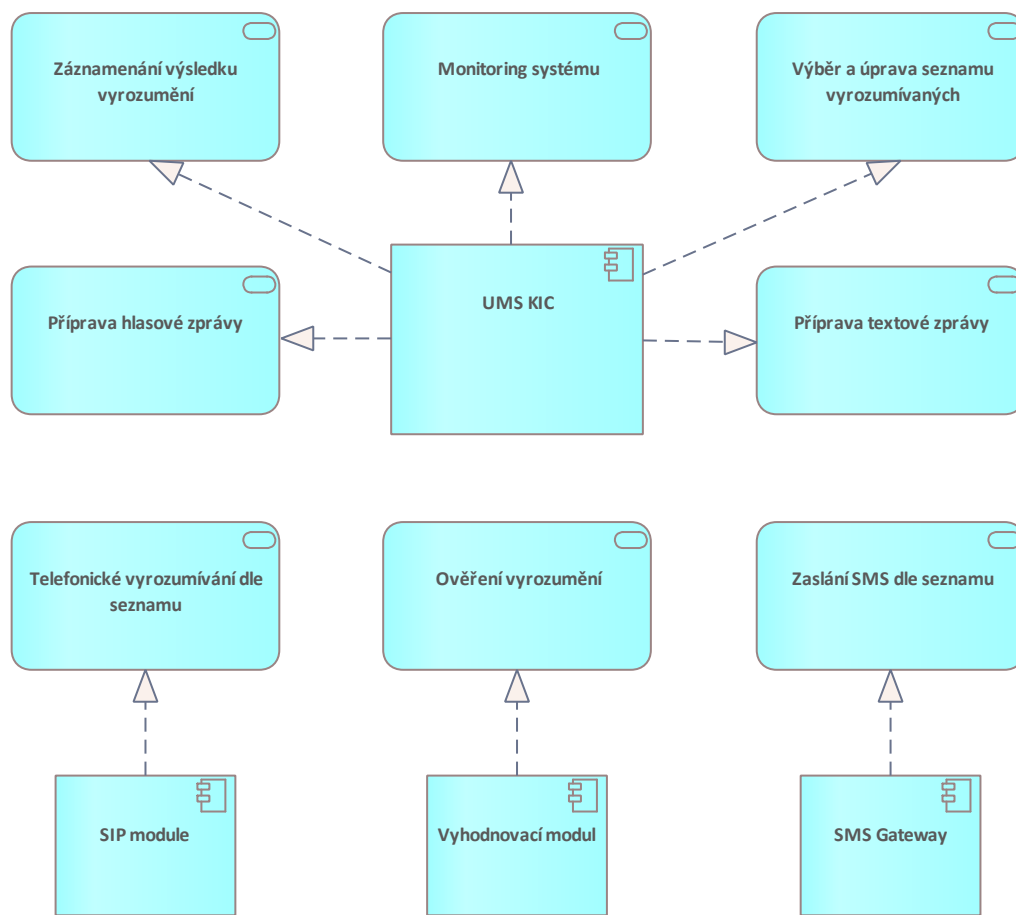 Záznamenání výsledku
vyrozumění
Monitoring systému
Výběr a úprava seznamu
vyrozumívaných
UMS KIC
Příprava hlasové zprávy
Příprava textové zprávy
Telefonické vyrozumívání dle
seznamu
Ověření vyrozumění
Zaslání SMS dle seznamu
SIP module
Vyhodnovací modul
SMS Gateway